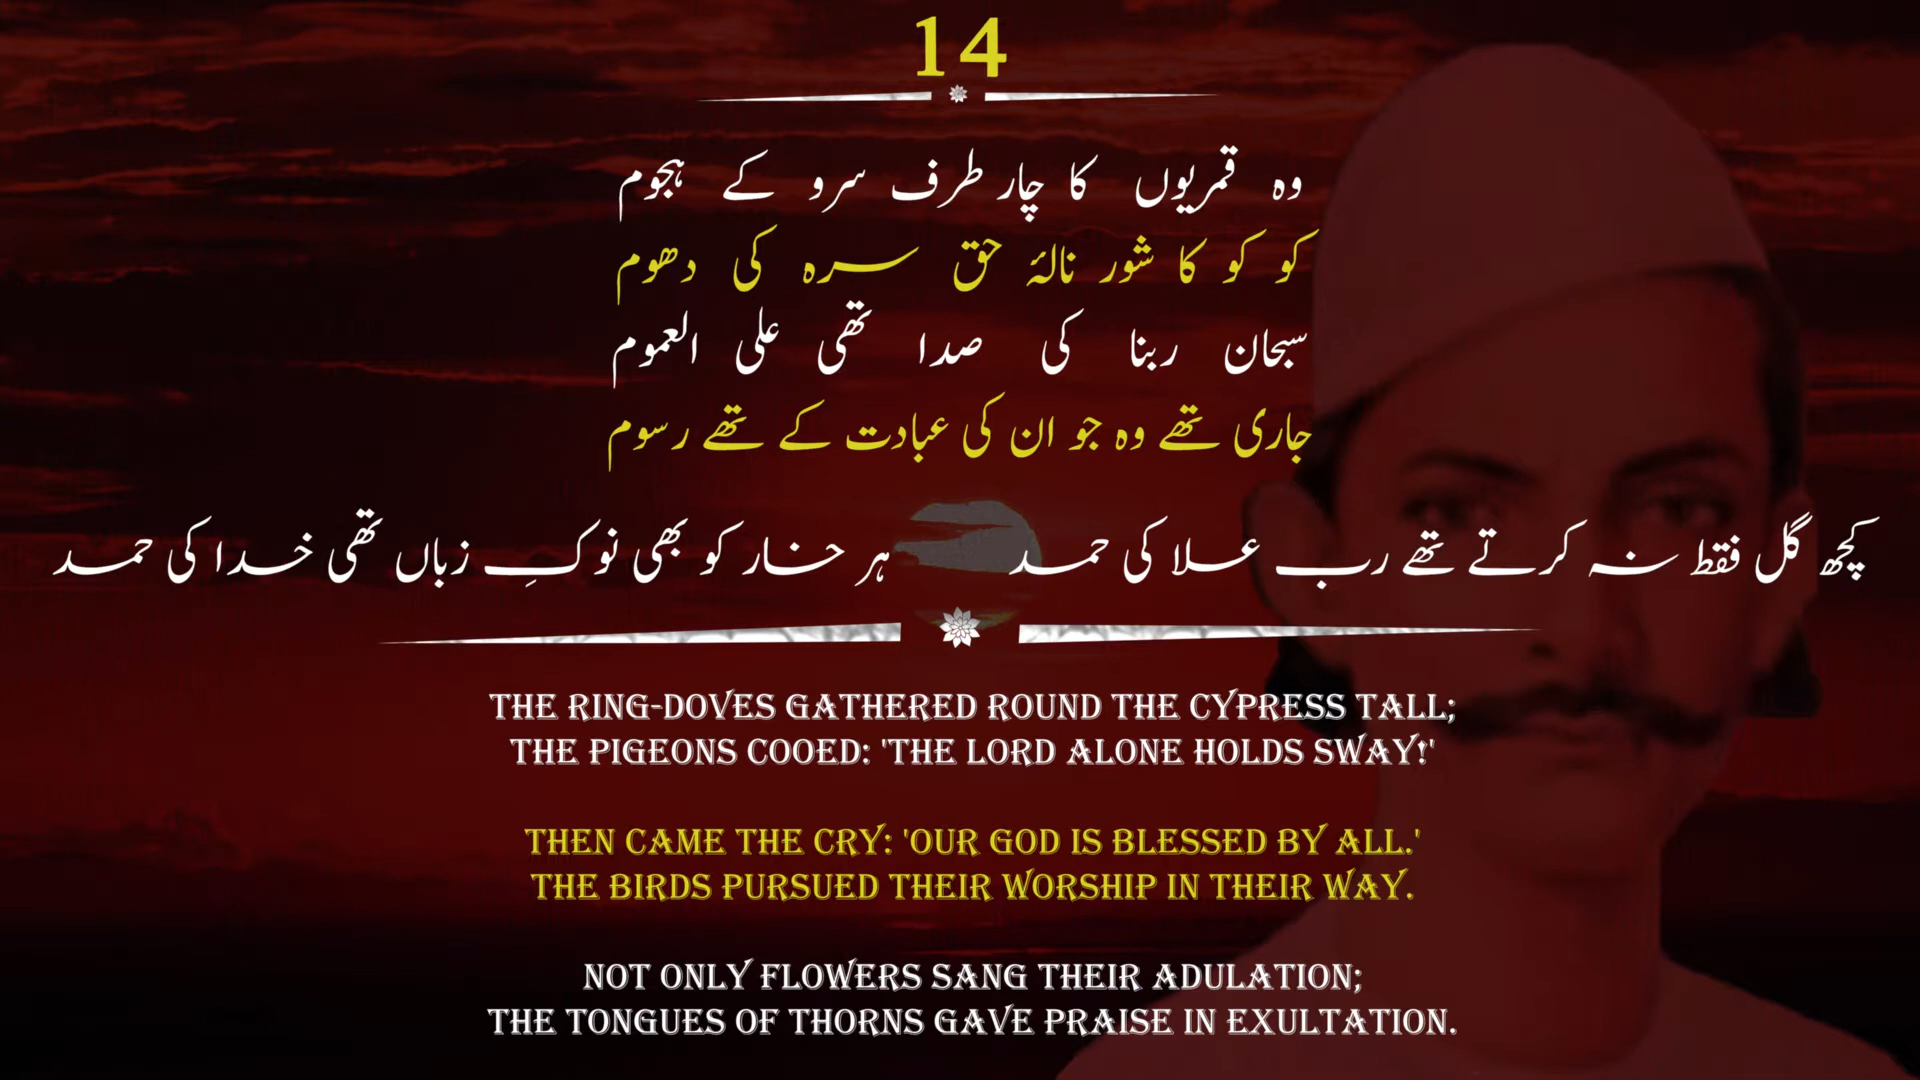 14
وہ قمریوں کا چار طرف سرو کے ہجوم
کو کو کا شور نالۂ حق سرہ کی دھوم
سبحان ربنا کی صدا تھی علی العموم
جاری تھے وہ جو ان کی عبادت کے تھے رسوم
کچھ گل فقط نہ کرتے تھے رب علا کی حمد ہر خار کو بھی نوکِ زباں تھی خدا کی حمد
THE RING-DOVES GATHERED ROUND THE CYPRESS TALL;
THE PIGEONS COOED: 'THE LORD ALONE HOLDS SWAY!'
THEN CAME THE CRY: 'OUR GOD IS BLESSED BY ALL.'
THE BIRDS PURSUED THEIR WORSHIP IN THEIR WAY.
NOT ONLY FLOWERS SANG THEIR ADULATION;
THE TONGUES OF THORNS GAVE PRAISE IN EXULTATION.